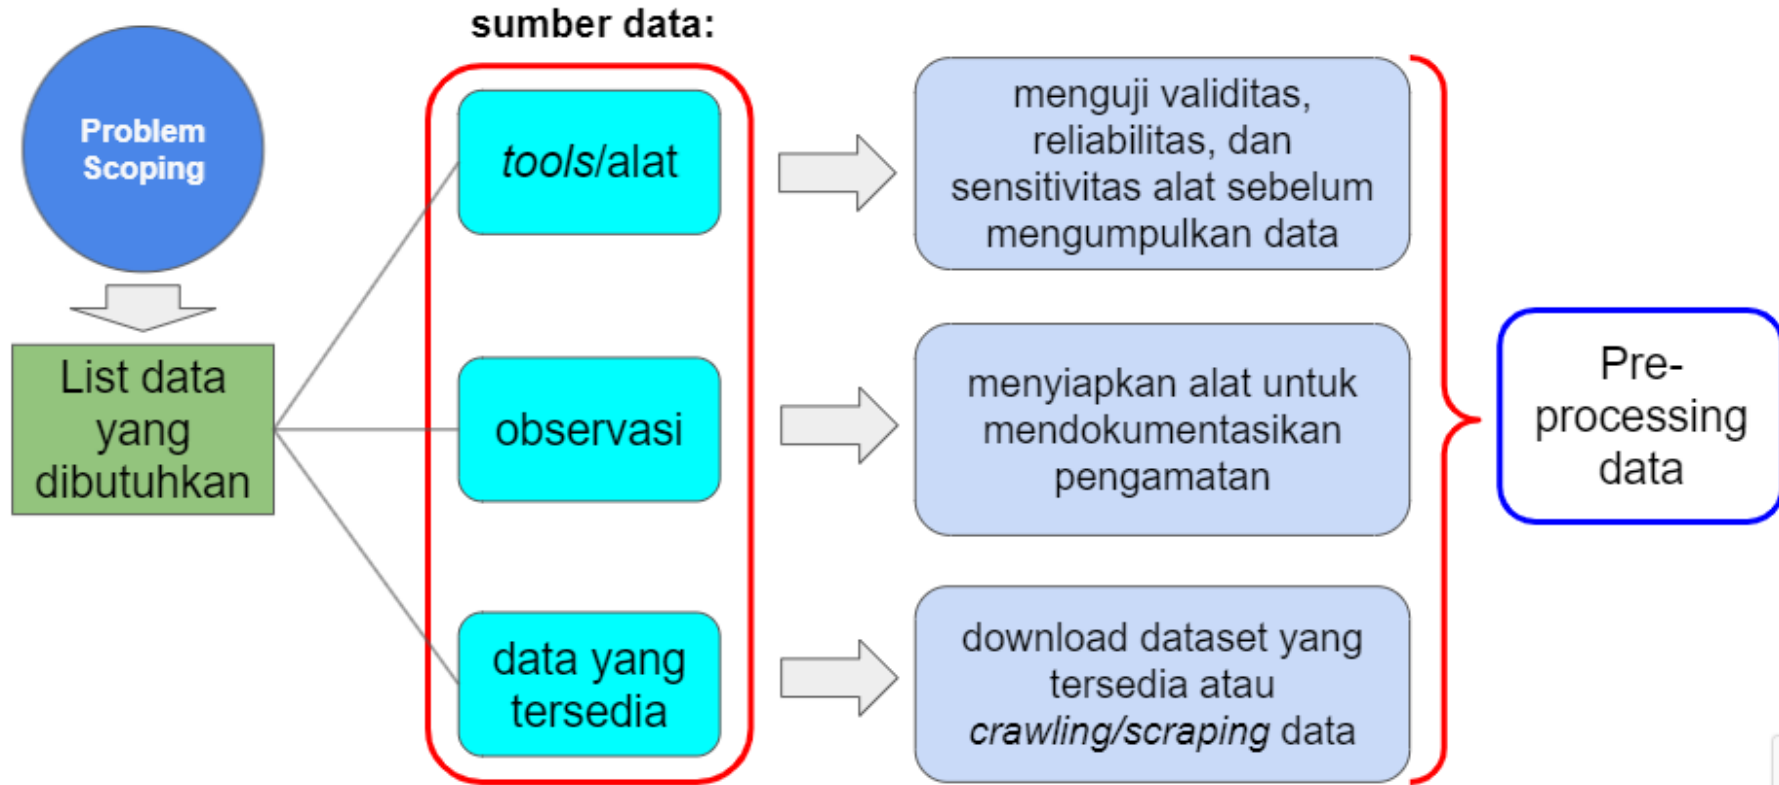 sumber data:
Problem
Scoping
List data
yang
dibutuhkan
tools/alat
observasi
data yang
tersedia
menguji validitas,
reliabilitas, dan
sensitivitas alat sebelum
mengumpulkan data
menyiapkan alat untuk
mendokumentasikan
pengamatan
download dataset yang
tersedia atau
crawling/scraping data
Pre-
processing
data